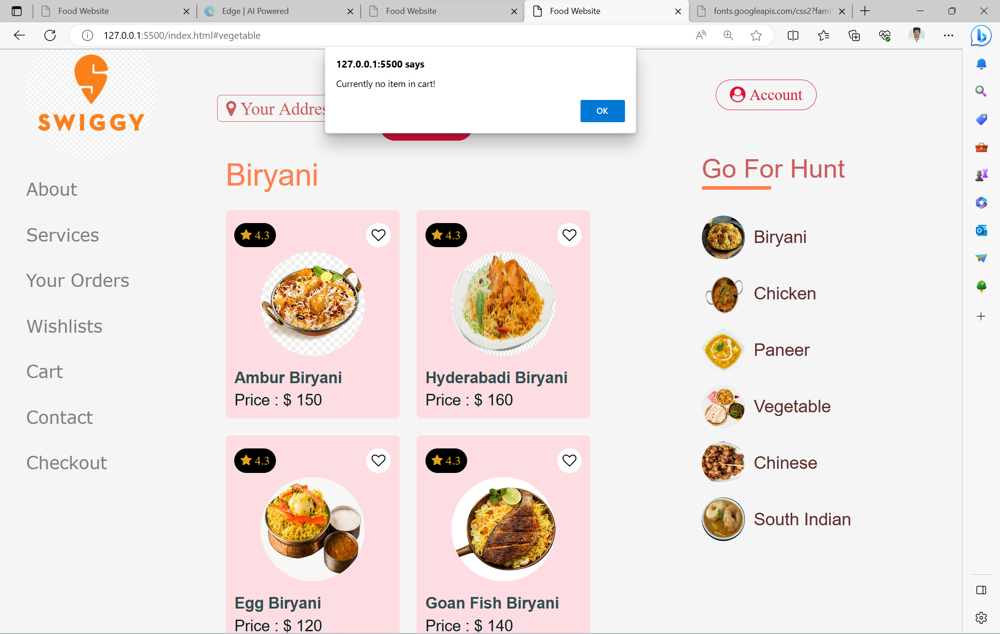 Food Website
Edge | AI Powered
Food Website
Food Website
fonts.googleapis.com/css2?fami
127.0.0.1:5500/index.html#vegetable
127.0.0.1:5500 says
Currently no item in cart!
OK
SWIGGY
Your Addres
Account
About
Services
Your Orders
Wishlists
Cart
Contact
Checkout
Biryani
4.3
4.3
Ambur Biryani
Price : $ 150
Hyderabadi Biryani
Price : $ 160
4.3
4.3
Egg Biryani
Price : $ 120
Goan Fish Biryani
Price : $ 140
Go For Hunt
Biryani
Chicken
Paneer
Vegetable
Chinese
South Indian